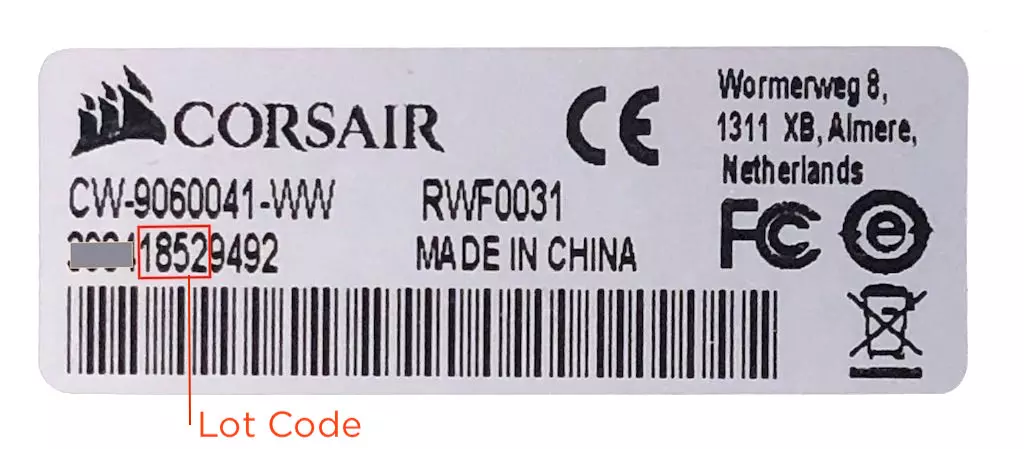 CORSAIR
CE
Wormerweg 8,
1311 XB, Almere,
Netherlands
CW-9060041-WW RWF0031
18529492 MADE IN CHINA
FC e
Lot Code